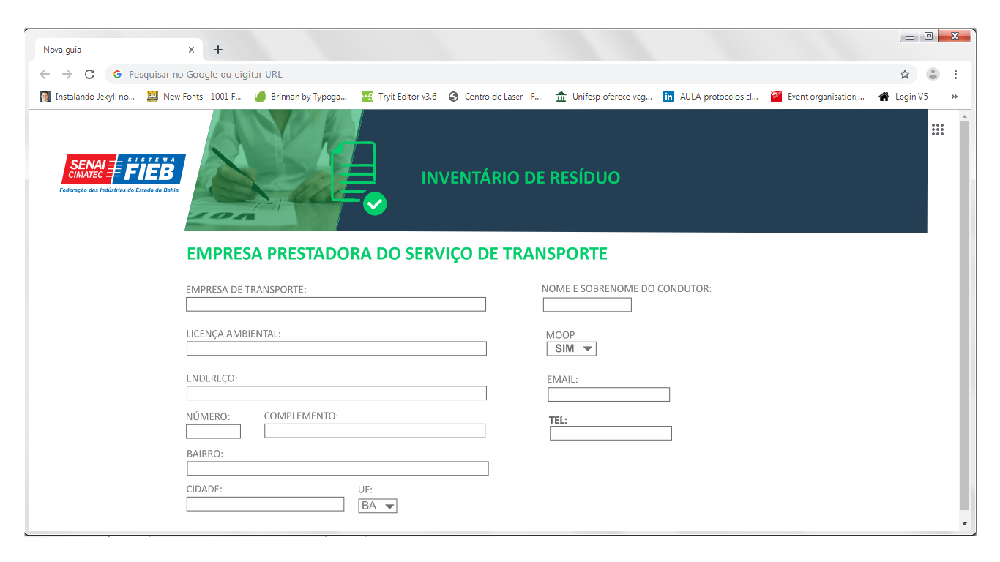 Nova guia
Pesquisar no Google ou digitar URL
Instalando Jekyll no... New Fonts - 1001 F... Brinnan by Typoga... Tryit Editor v3.6 Centro de Laser - F... Unifesp oferece vag... AULA-protocolos cl... Event organisation,... Login V5 »
SENAI CIMATEC SISTEMA FIEB
Federação das Indústrias do Estado da Bahia
INVENTÁRIO DE RESÍDUO
EMPRESA PRESTADORA DO SERVIÇO DE TRANSPORTE
EMPRESA DE TRANSPORTE:
NOME E SOBRENOME DO CONDUTOR:
LICENÇA AMBIENTAL:
MOOP
SIM
ENDEREÇO:
EMAIL:
NÚMERO: COMPLEMENTO:
TEL:
BAIRRO:
CIDADE: UF:
BA